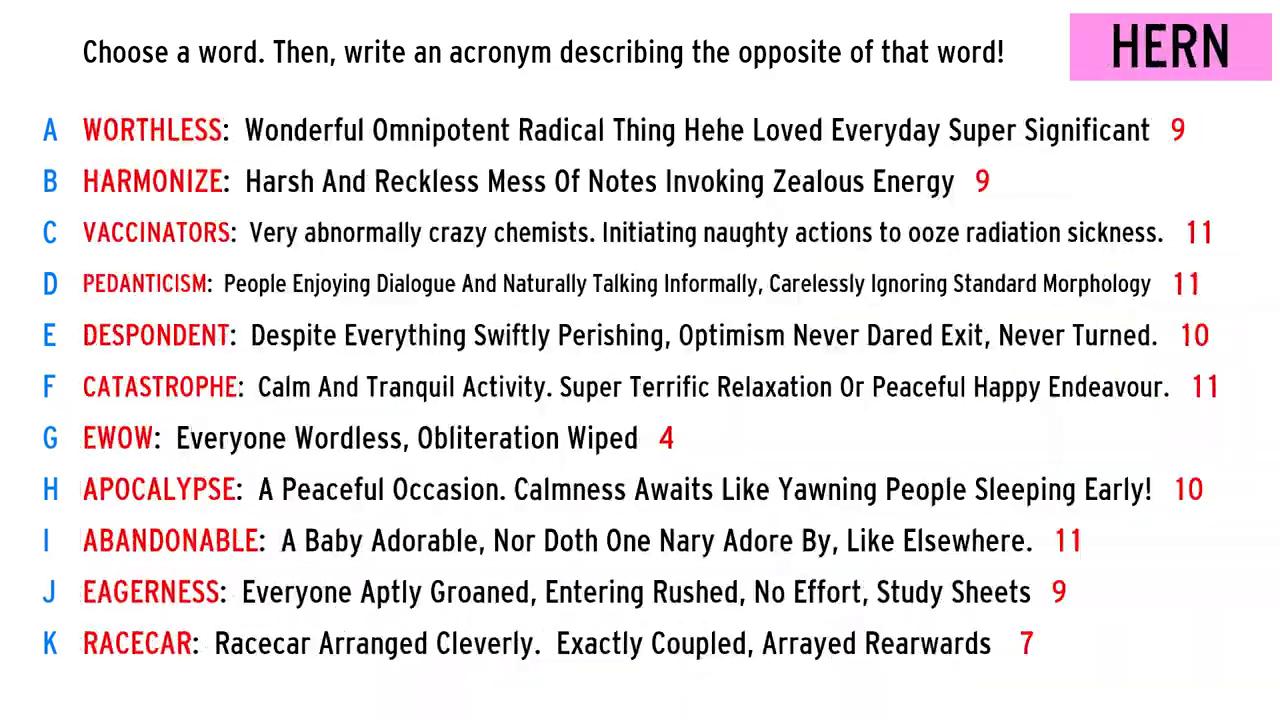 Choose a word. Then, write an acronym describing the opposite of that word!
HERN
A WORTHLESS: Wonderful Omnipotent Radical Thing Hehe Loved Everyday Super Significant 9
B HARMONIZE: Harsh And Reckless Mess Of Notes Invoking Zealous Energy 9
C VACCINATORS: Very abnormally crazy chemists. Initiating naughty actions to ooze radiation sickness. 11
D PEDANTICISM: People Enjoying Dialogue And Naturally Talking Informally, Carelessly Ignoring Standard Morphology 11
E DESPONDENT: Despite Everything Swiftly Perishing, Optimism Never Dared Exit, Never Turned. 10
F CATASTROPHE: Calm And Tranquil Activity. Super Terrific Relaxation Or Peaceful Happy Endeavour. 11
G EWOW: Everyone Wordless, Obliteration Wiped 4
H APOCALYPSE: A Peaceful Occasion. Calmness Awaits Like Yawning People Sleeping Early! 10
I ABANDONABLE: A Baby Adorable, Nor Doth One Nary Adore By, Like Elsewhere. 11
J EAGERNESS: Everyone Aptly Groaned, Entering Rushed, No Effort, Study Sheets 9
K RACECAR: Racecar Arranged Cleverly. Exactly Coupled, Arrayed Rearwards 7